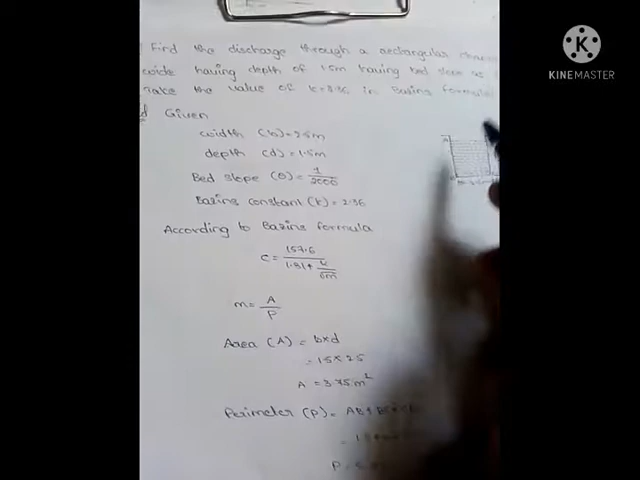 Find the discharge through a rectangular
wide having depth of 1.5m having bed slope as
Take the value of k=2.36 in Bazins formula
Given
width (b)=2.5m
depth (d)=1.5m
Bed slope (θ)= 1/2000
Bazins constant (k)= 2.36
According to Bazins formula
C= 157.6 / 1.81+ k/√m
m= A/P
Area (A) = b×d
= 1.5×2.5
A = 3.75m²
Perimeter (P) =
KINEMASTER